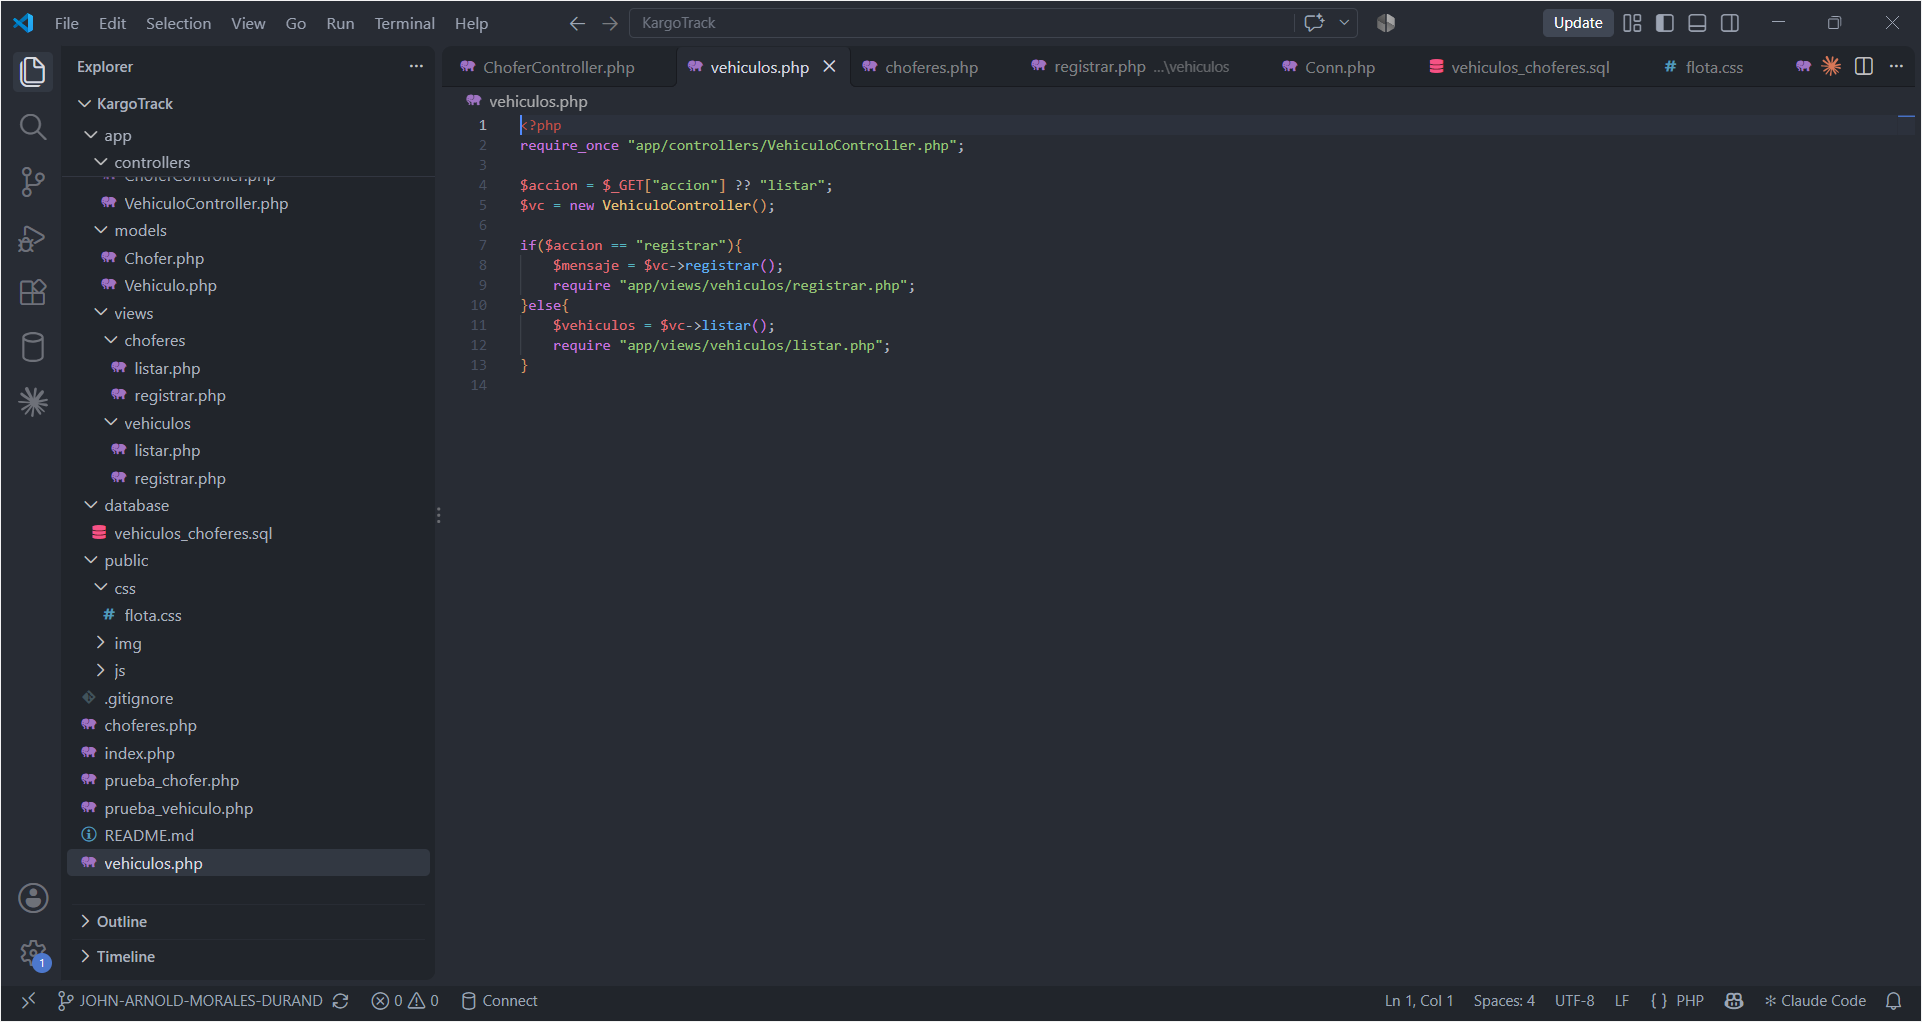 File Edit Selection View Go Run Terminal Help
KargoTrack
Update
Explorer
KargoTrack
app
controllers
ChoferController.php
VehiculoController.php
models
Chofer.php
Vehiculo.php
views
choferes
listar.php
registrar.php
vehiculos
listar.php
registrar.php
database
vehiculos_choferes.sql
public
css
flota.css
img
js
.gitignore
choferes.php
index.php
prueba_chofer.php
prueba_vehiculo.php
README.md
vehiculos.php
Outline
Timeline
ChoferController.php vehiculos.php choferes.php registrar.php ...\vehiculos Conn.php vehiculos_choferes.sql flota.css
vehiculos.php
1 <?php
2 require_once "app/controllers/VehiculoController.php";
3
4 $accion = $_GET["accion"] ?? "listar";
5 $vc = new VehiculoController();
6
7 if($accion == "registrar"){
8     $mensaje = $vc->registrar();
9     require "app/views/vehiculos/registrar.php";
10 }else{
11     $vehiculos = $vc->listar();
12     require "app/views/vehiculos/listar.php";
13 }
14
1
JOHN-ARNOLD-MORALES-DURAND 0 0 Connect Ln 1, Col 1 Spaces: 4 UTF-8 LF { } PHP Claude Code